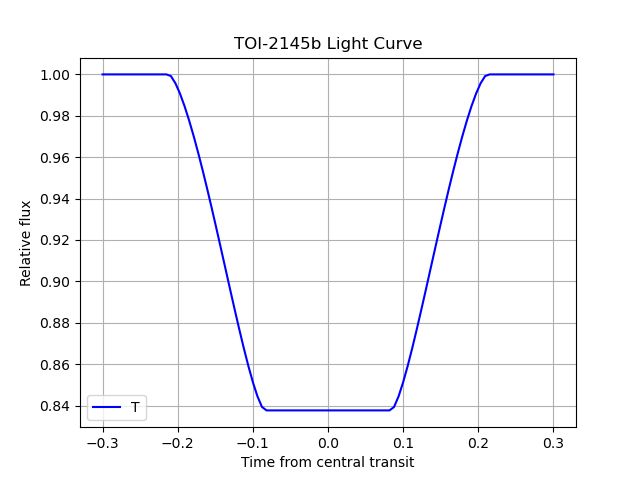 TOI-2145b Light Curve
1.00
0.98
0.96
0.94
0.92
0.90
0.88
0.86
0.84
Relative flux
T
−0.3 −0.2 −0.1 0.0 0.1 0.2 0.3
Time from central transit